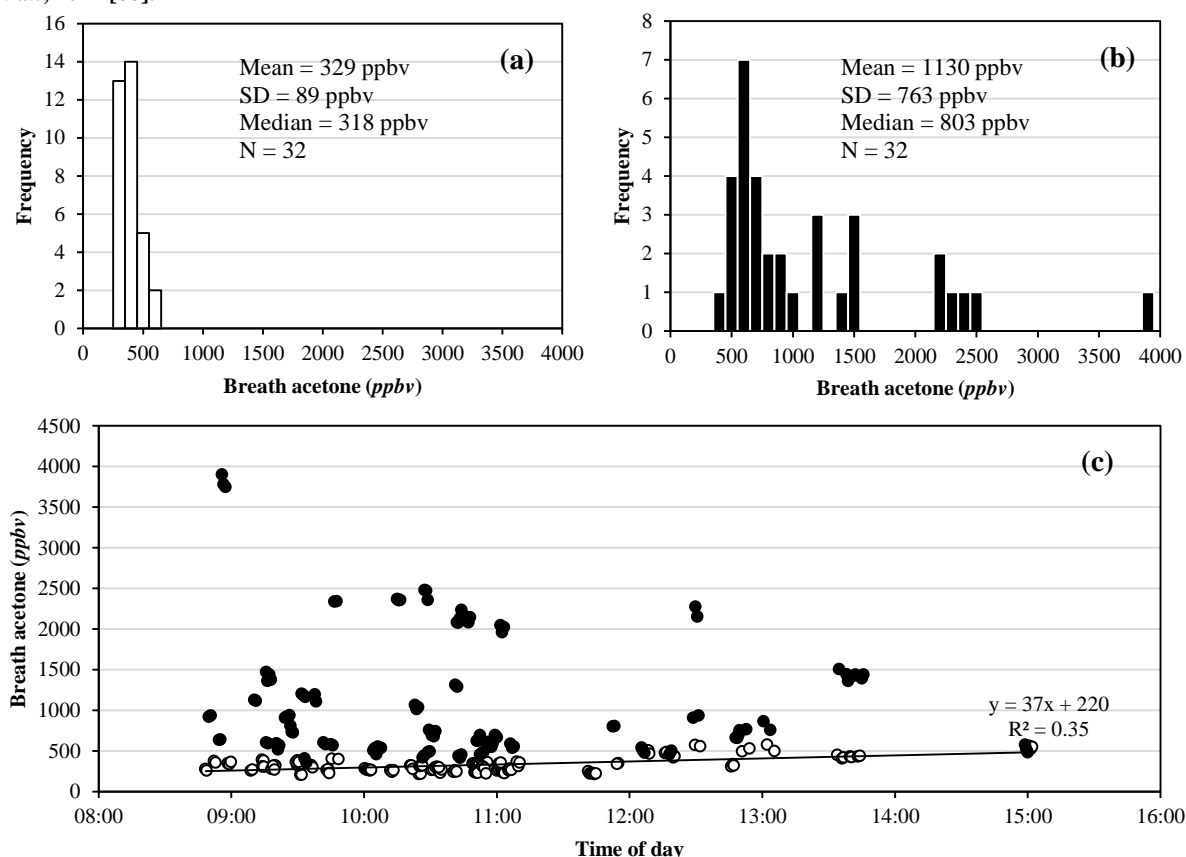 16
14
12
10
8
6
4
2
0
Frequency
(a)
Mean = 329 ppbv
SD = 89 ppbv
Median = 318 ppbv
N = 32
0 500 1000 1500 2000 2500 3000 3500 4000
Breath acetone (ppbv)
8
7
6
5
4
3
2
1
0
Frequency
(b)
Mean = 1130 ppbv
SD = 763 ppbv
Median = 803 ppbv
N = 32
0 500 1000 1500 2000 2500 3000 3500 4000
Breath acetone (ppbv)
4500
4000
3500
3000
2500
2000
1500
1000
500
0
Breath acetone (ppbv)
(c)
y = 37x + 220
R² = 0.35
08:00 09:00 10:00 11:00 12:00 13:00 14:00 15:00 16:00
Time of day